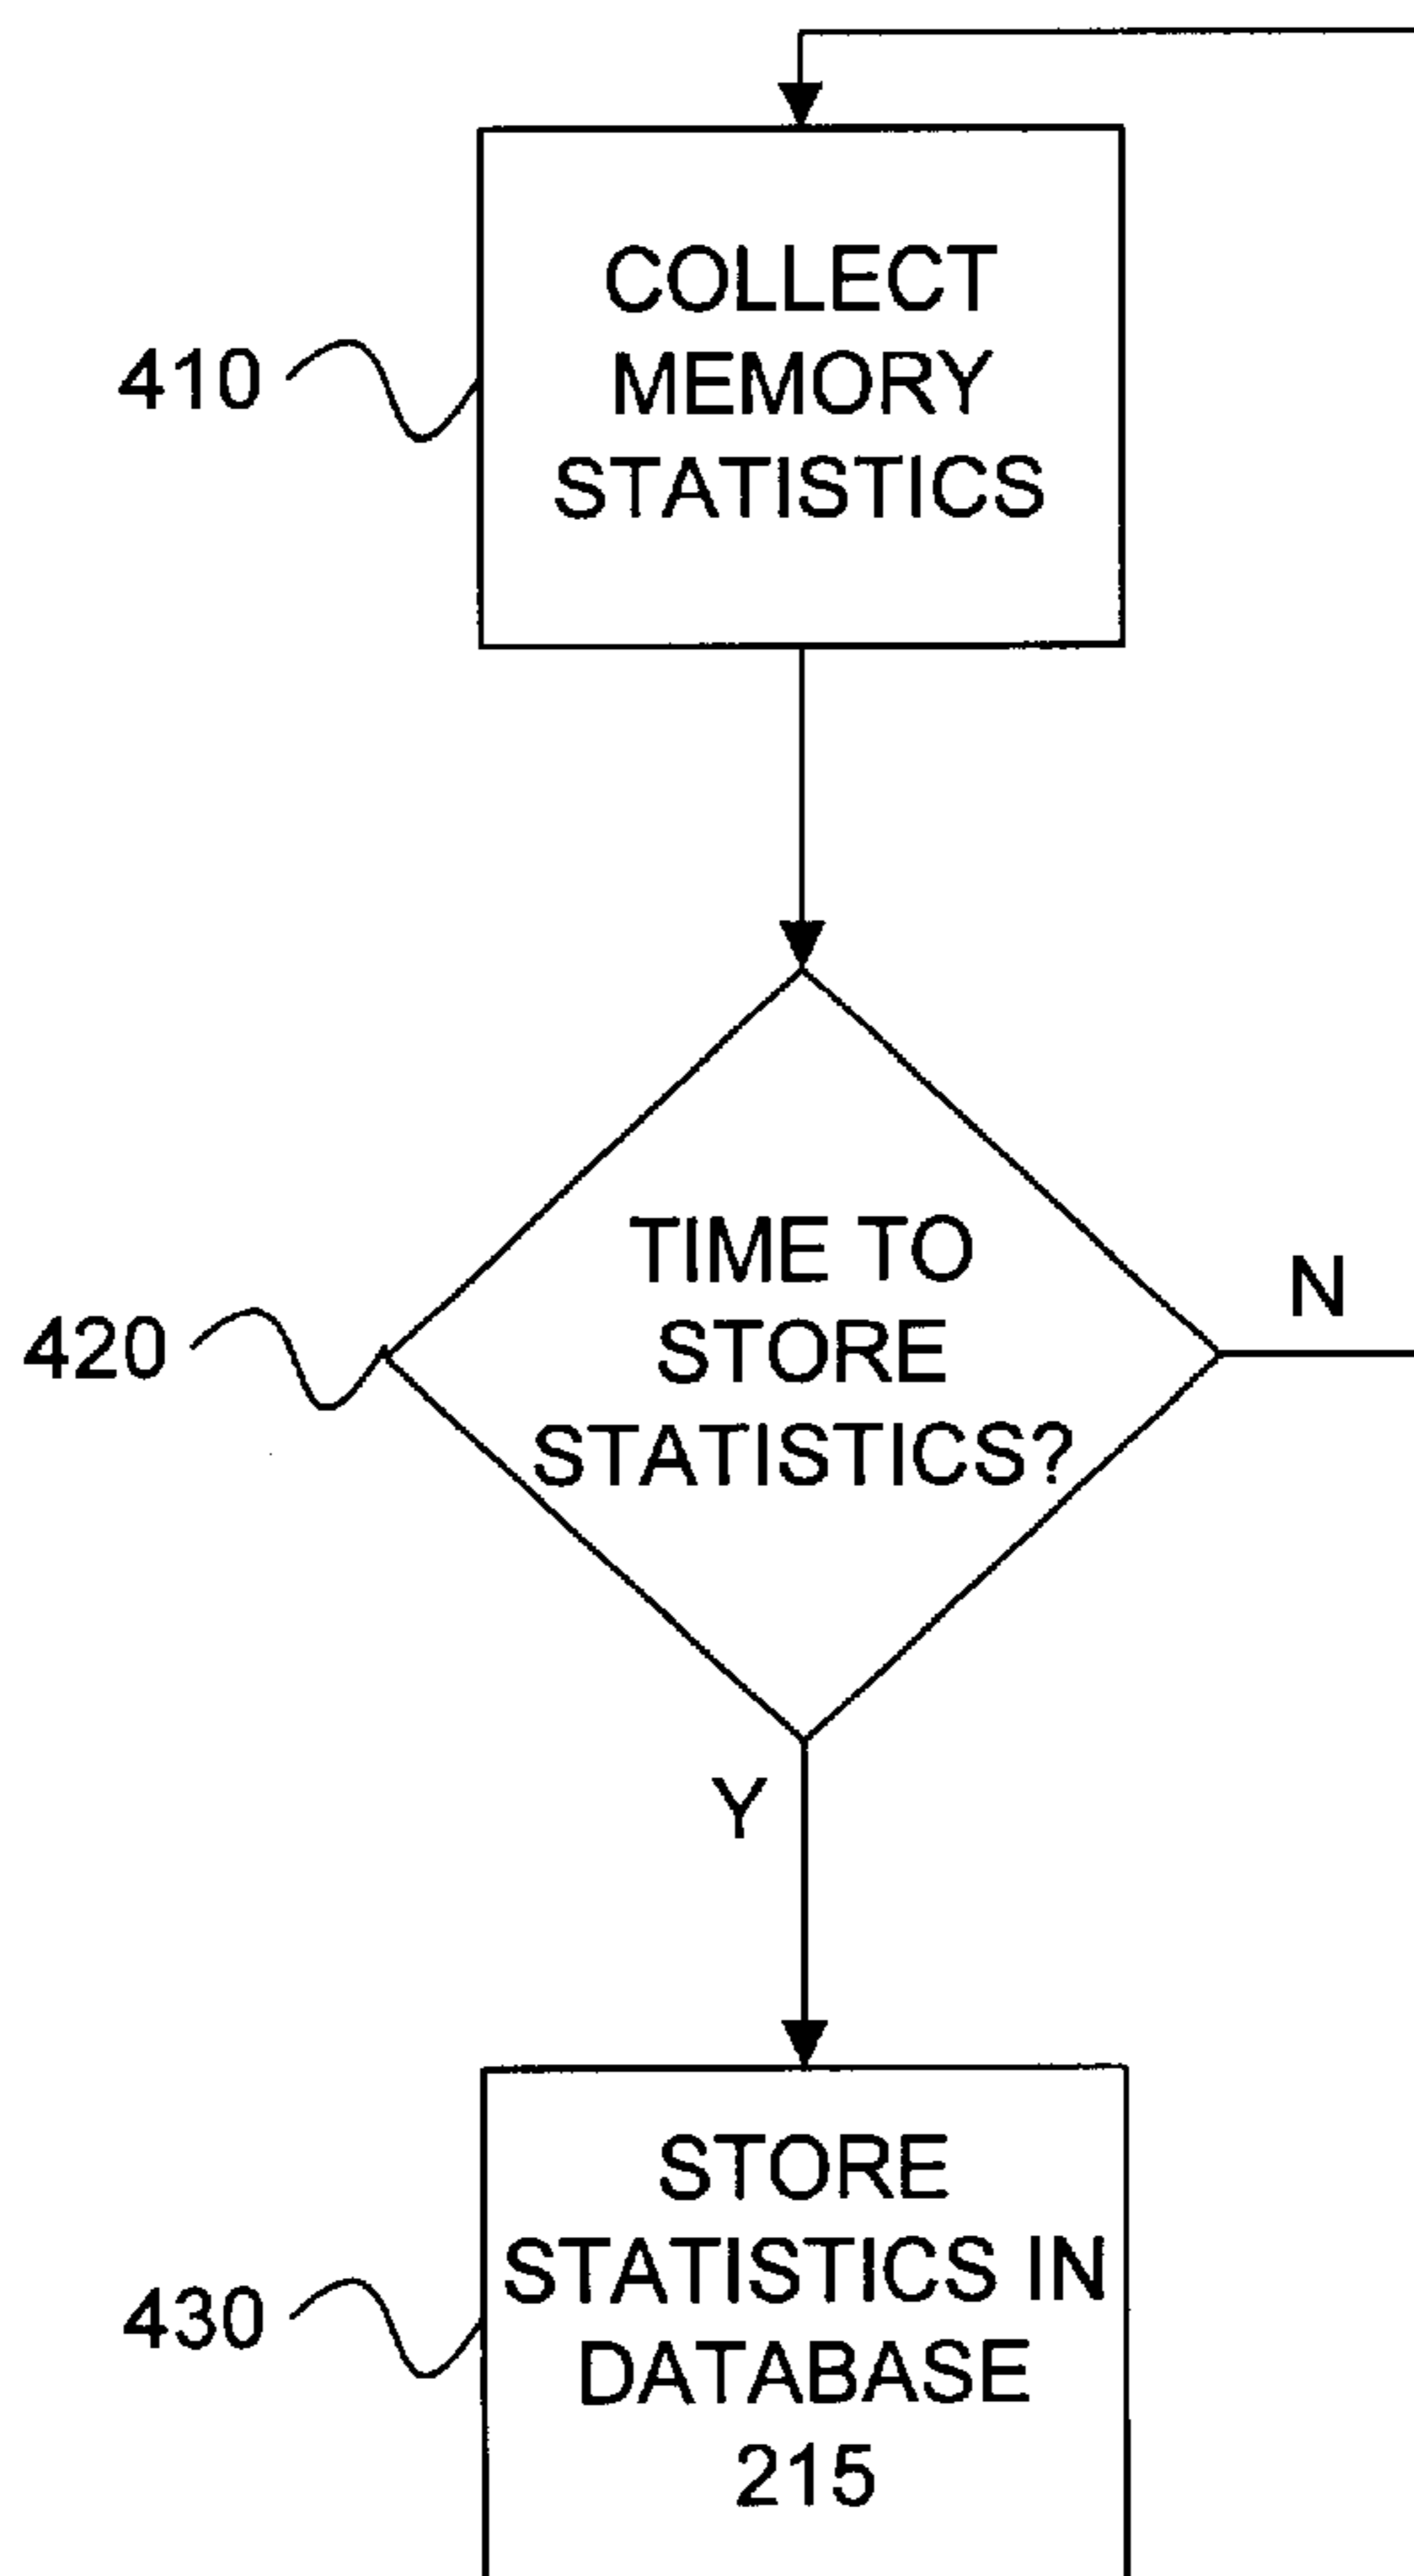 COLLECT
MEMORY
STATISTICS
410
TIME TO
STORE
STATISTICS?
420
N
Y
STORE
STATISTICS IN
DATABASE
215
430